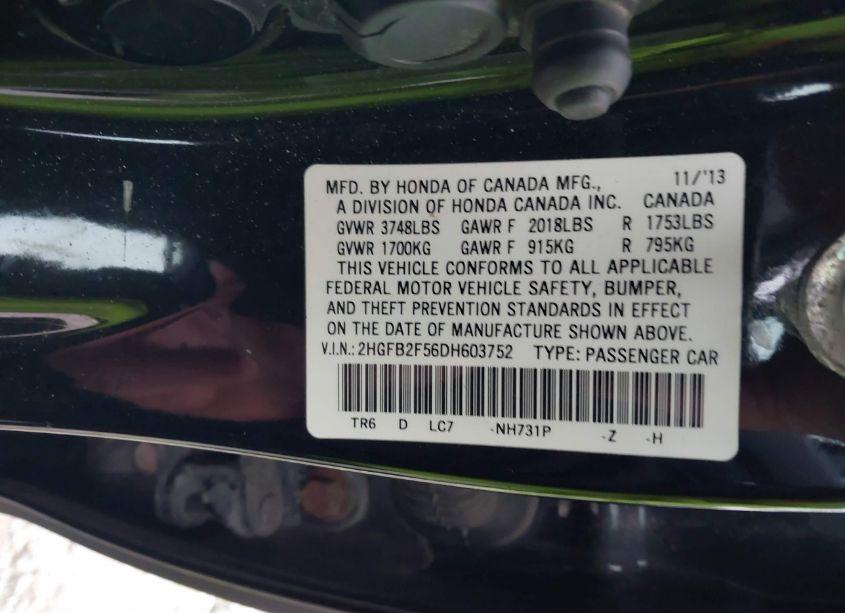 MFD. BY HONDA OF CANADA MFG., 11/'13
A DIVISION OF HONDA CANADA INC. CANADA
GVWR 3748LBS GAWR F 2018LBS R 1753LBS
GVWR 1700KG GAWR F 915KG R 795KG
THIS VEHICLE CONFORMS TO ALL APPLICABLE
FEDERAL MOTOR VEHICLE SAFETY, BUMPER,
AND THEFT PREVENTION STANDARDS IN EFFECT
ON THE DATE OF MANUFACTURE SHOWN ABOVE.
V.I.N.: 2HGFB2F56DH603752 TYPE: PASSENGER CAR
TR6 D LC7 -NH731P -Z -H